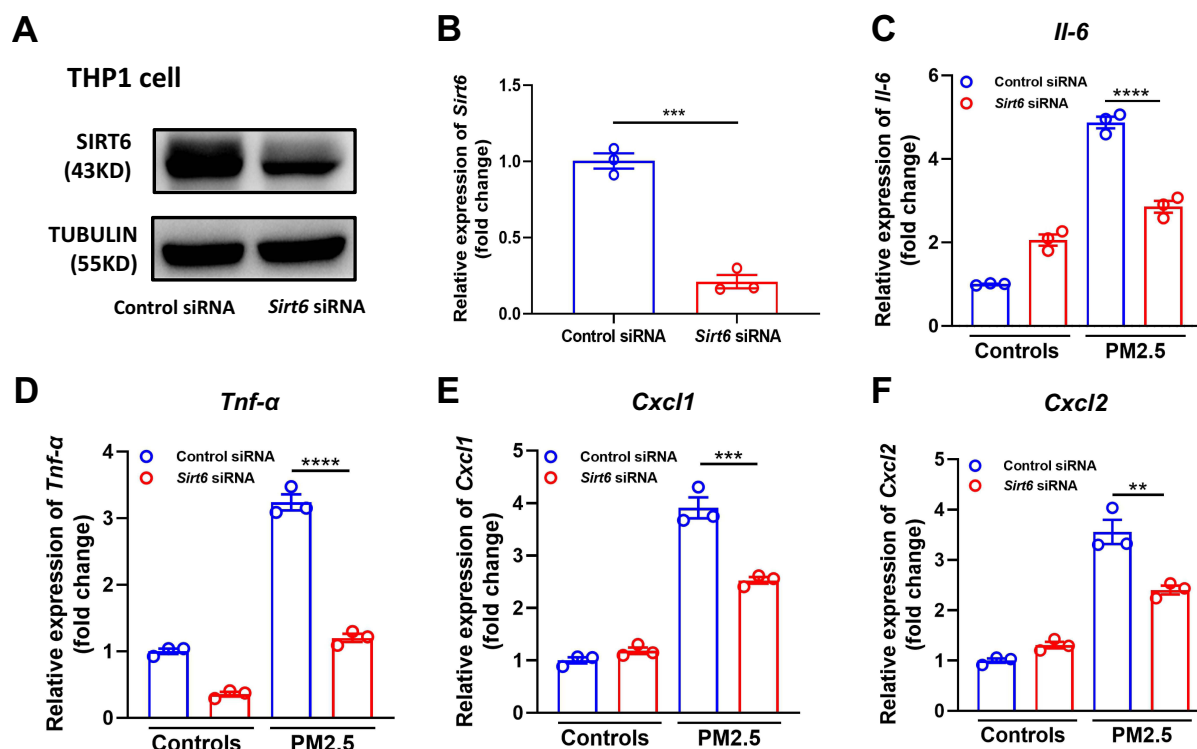 A
THP1 cell
SIRT6
(43KD)
TUBULIN
(55KD)
Control siRNA Sirt6 siRNA
B
Relative expression of Sirt6
(fold change)
1.5
1.0
0.5
0.0
***
Control siRNA Sirt6 siRNA
C
Il-6
Relative expression of Il-6
(fold change)
6
4
2
0
Control siRNA
Sirt6 siRNA
****
Controls PM2.5
D
Tnf-α
Relative expression of Tnf-α
(fold change)
4
3
2
1
0
Control siRNA
Sirt6 siRNA
****
Controls PM2.5
E
Cxcl1
Relative expression of Cxcl1
(fold change)
5
4
3
2
1
0
Control siRNA
Sirt6 siRNA
***
Controls PM2.5
F
Cxcl2
Relative expression of Cxcl2
(fold change)
5
4
3
2
1
0
Control siRNA
Sirt6 siRNA
**
Controls PM2.5